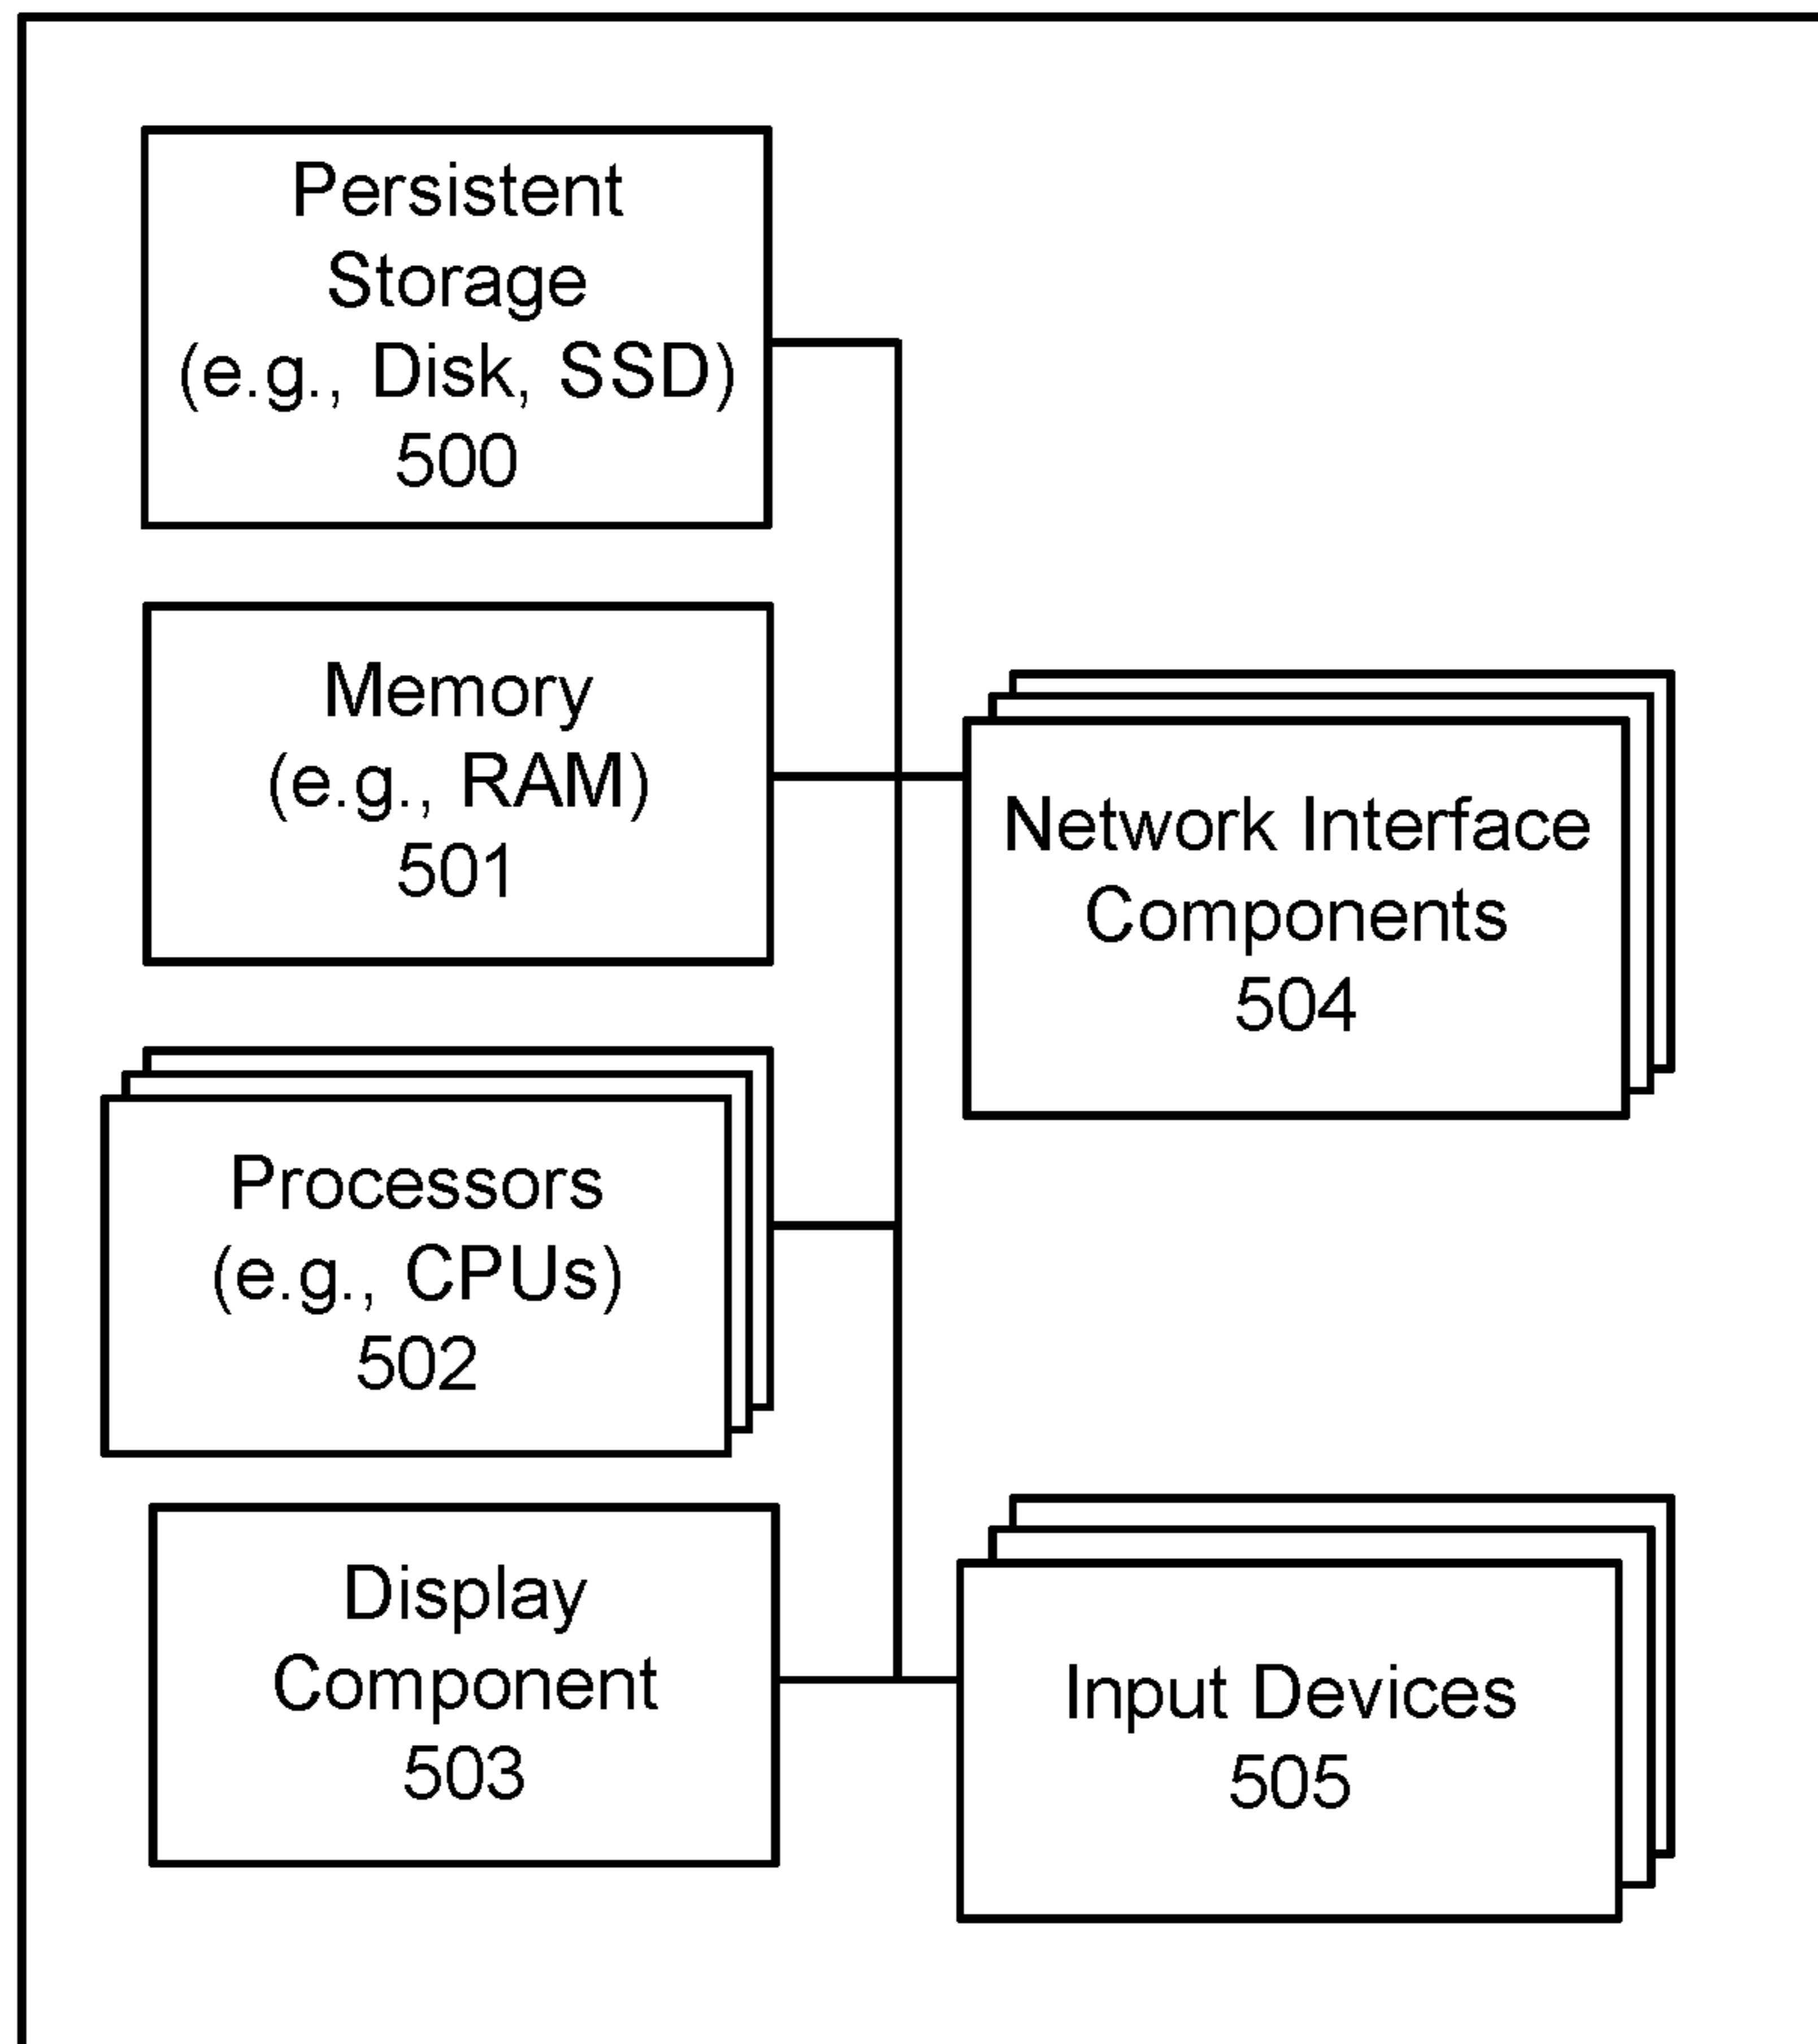 Persistent
Storage
(e.g., Disk, SSD)
500
Memory
(e.g., RAM)
501
Processors
(e.g., CPUs)
502
Display
Component
503
Network Interface
Components
504
Input Devices
505